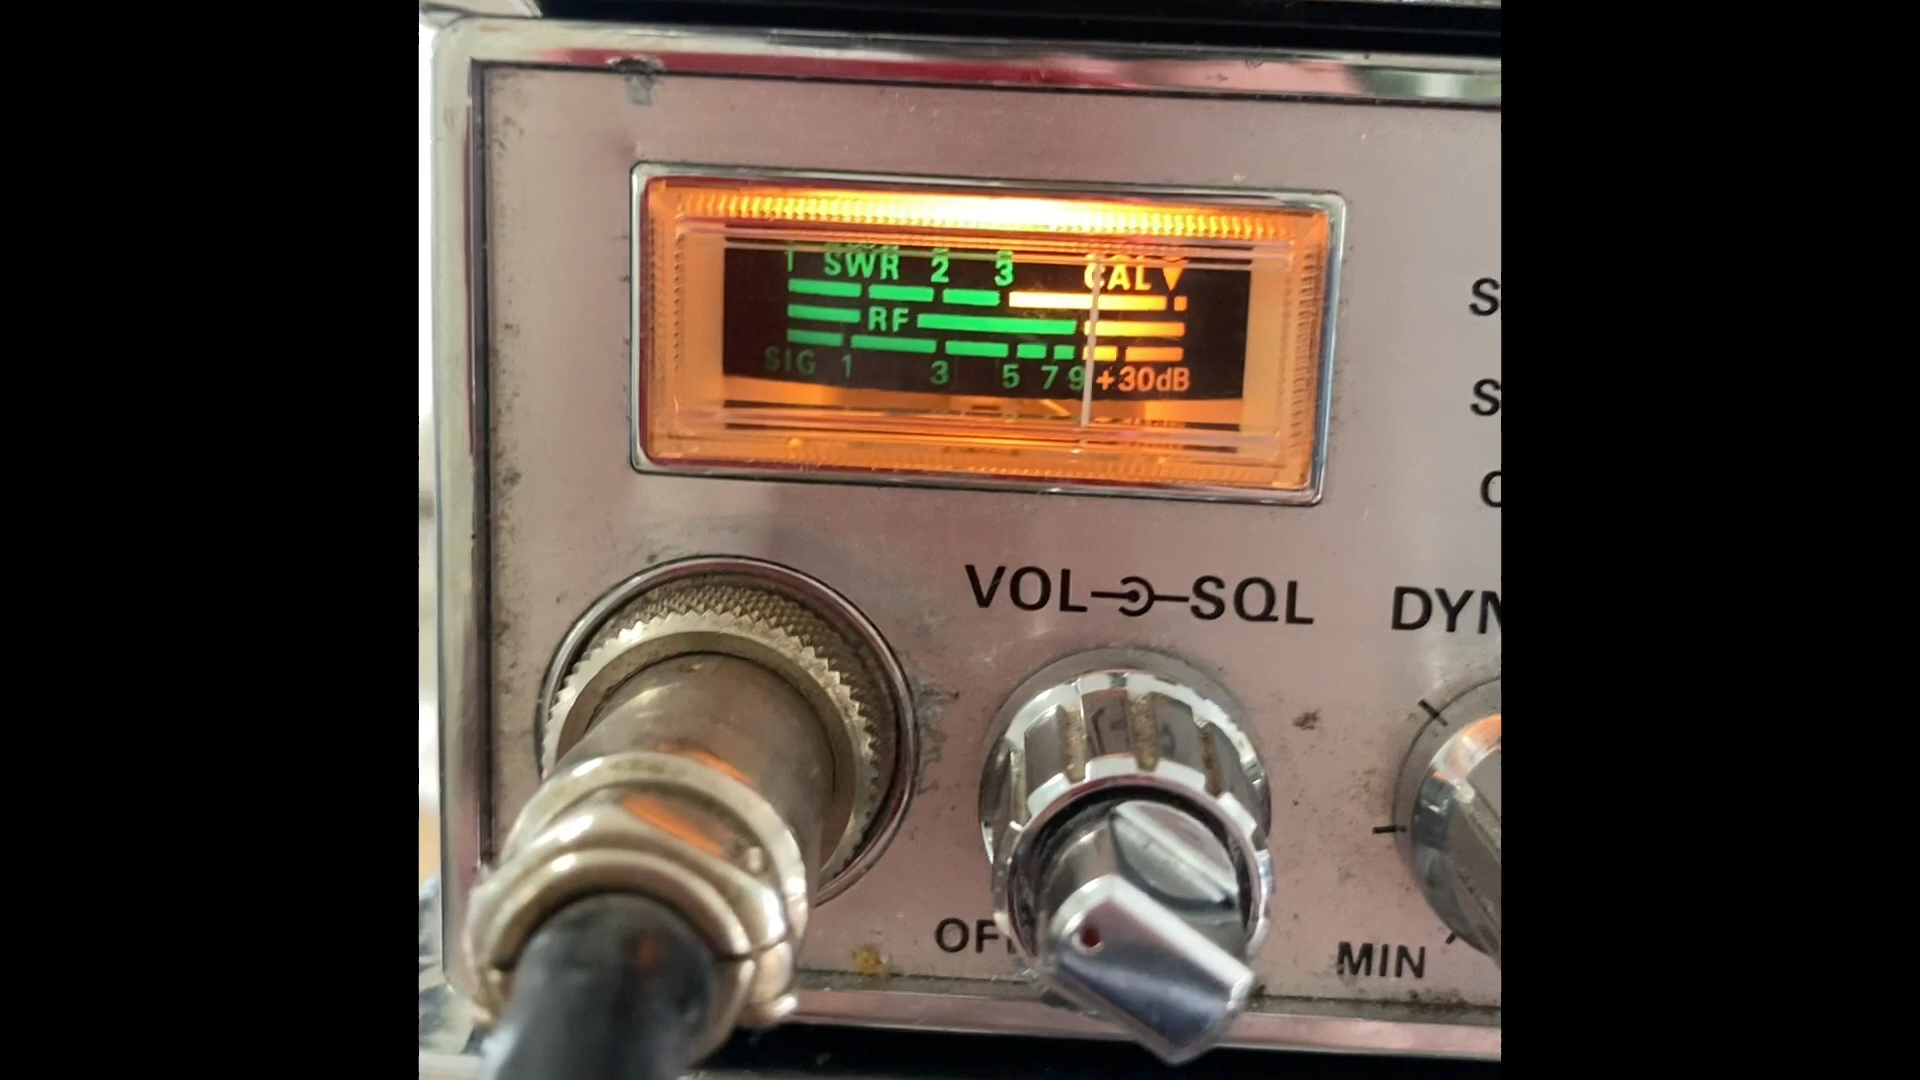 1 SWR 2 3 CAL
RF
SIG 1 3 5 7 9 +30dB
VOL SQL
DYN
OFF
MIN
S
S
C